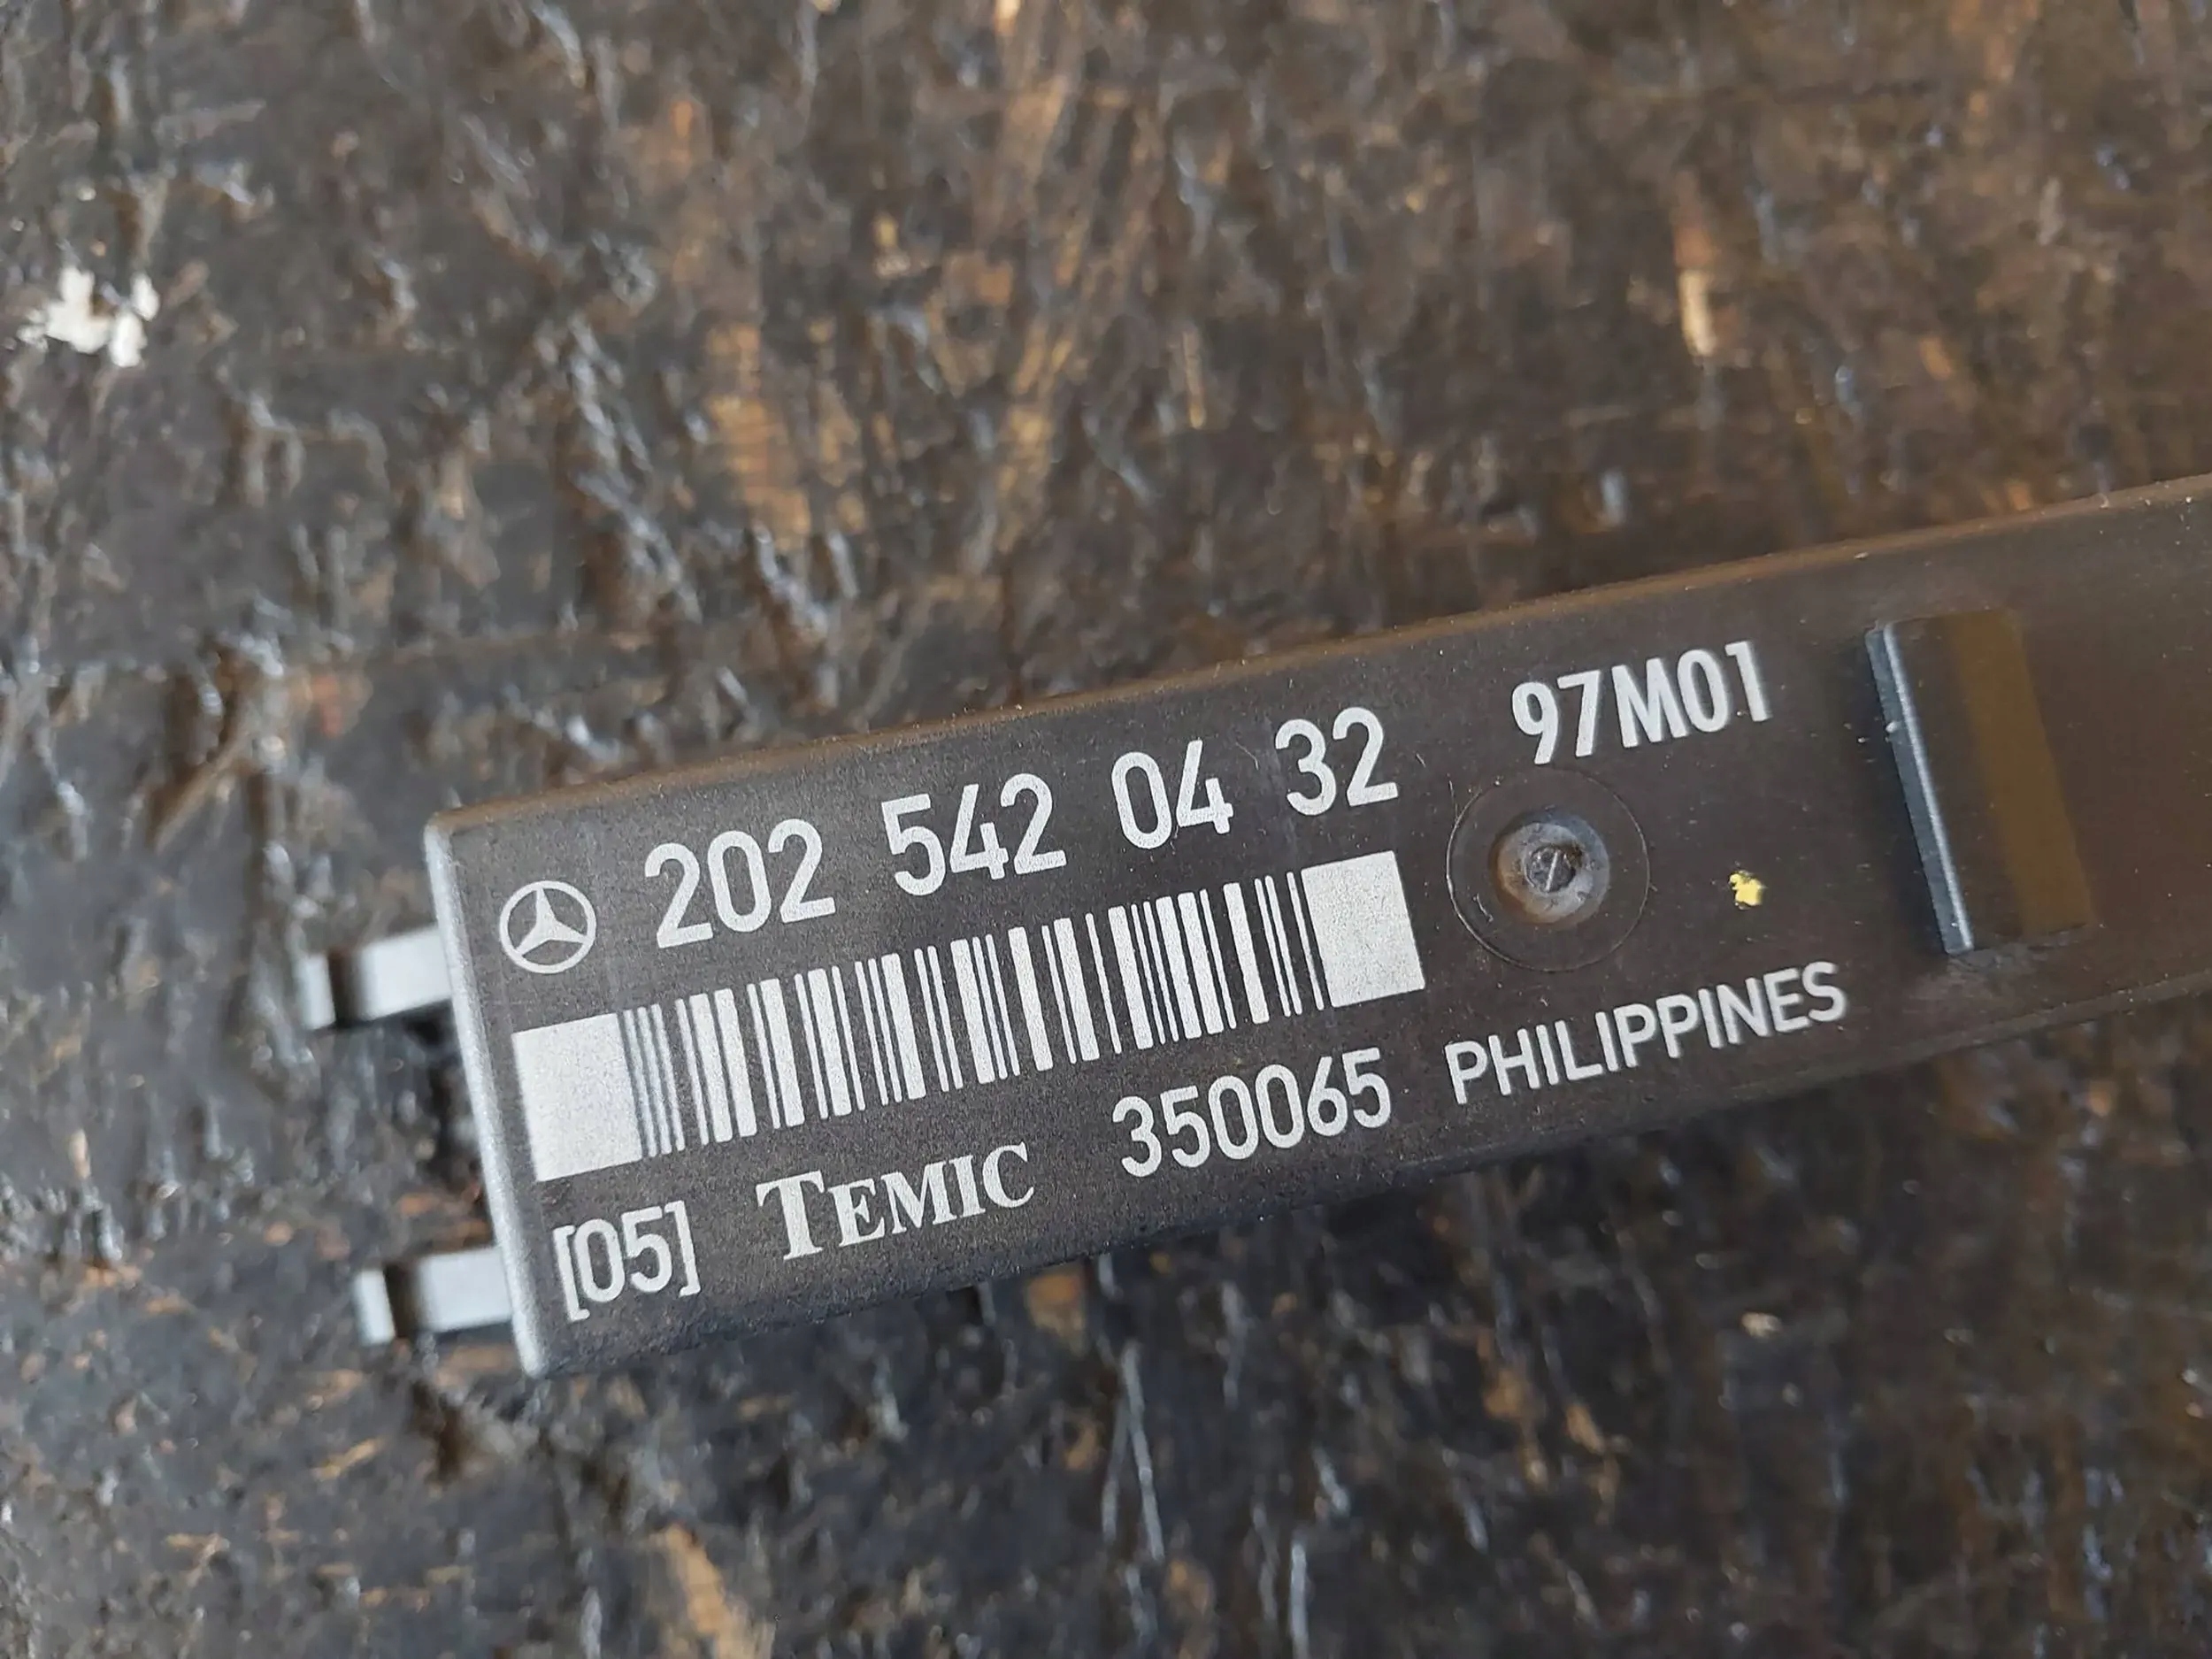 202 542 04 32 97M01
[05] TEMIC 350065 PHILIPPINES